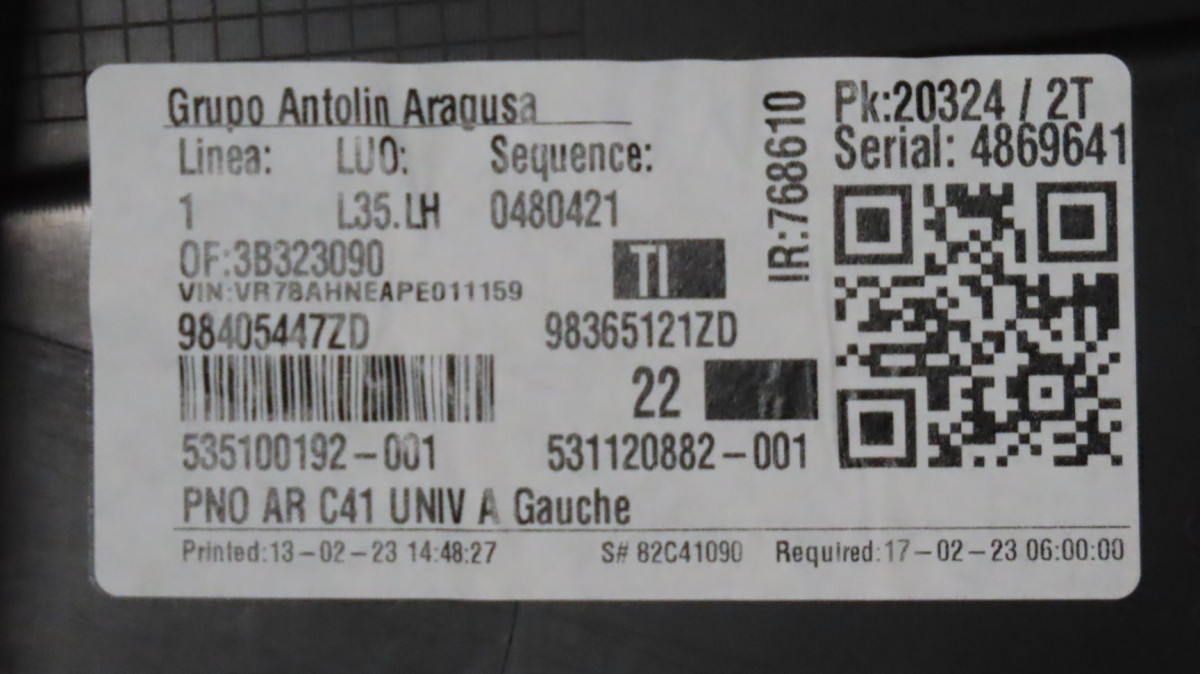 Grupo Antolin Aragusa
Pk:20324 / 2T
Serial: 4869641
IR:768610
Linea: LUO: Sequence:
1 L35.LH 0480421
OF:3B323090 TI
VIN:VR7BAHNEAPE011159
98405447ZD 98365121ZD
22
535100192-001 531120882-001
PNO AR C41 UNIV A Gauche
Printed:13-02-23 14:48:27 S# 82C41090 Required:17-02-23 06:00:00